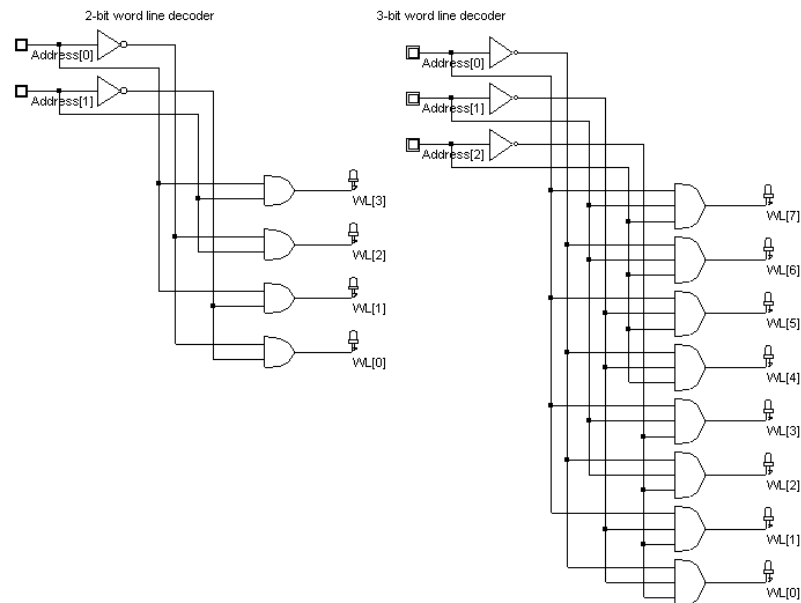 2-bit word line decoder
Address[0]
Address[1]
WL[3]
WL[2]
WL[1]
WL[0]
3-bit word line decoder
Address[0]
Address[1]
Address[2]
WL[7]
WL[6]
WL[5]
WL[4]
WL[3]
WL[2]
WL[1]
WL[0]